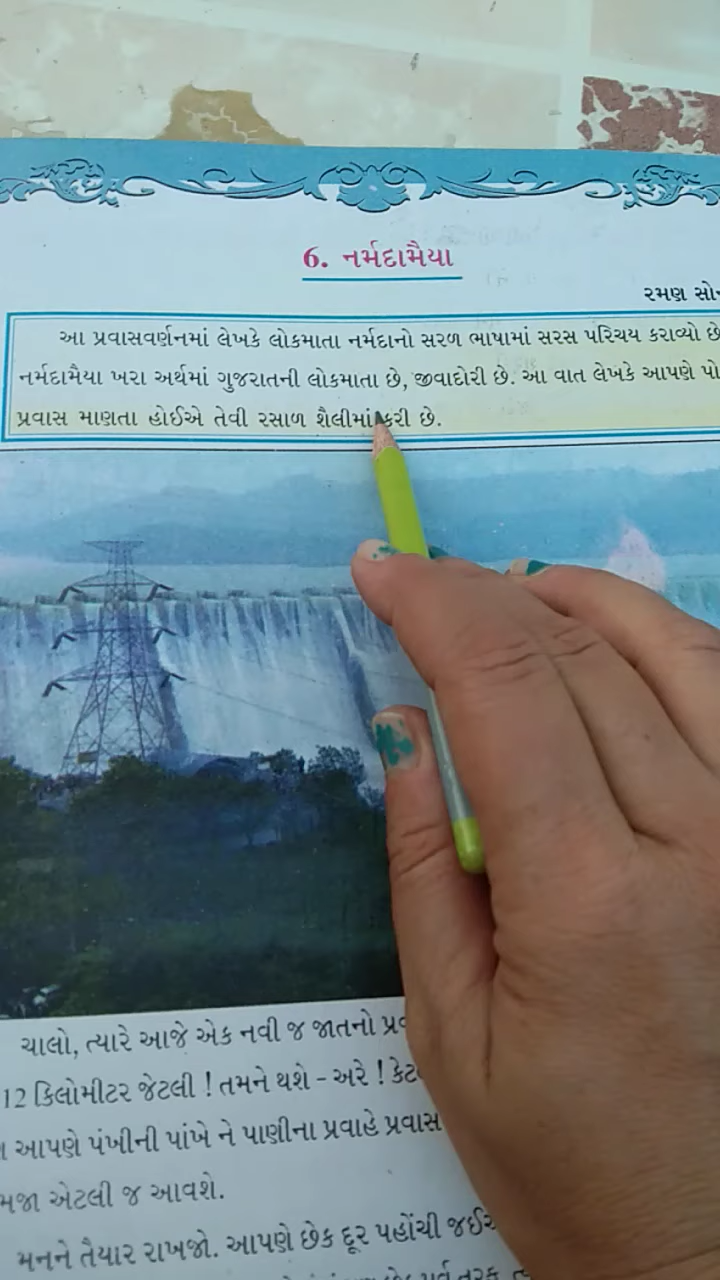 6. નર્મદામૈયા
રમણ
આ પ્રવાસવર્ણનમાં લેખકે લોકમાતા નર્મદાનો સરળ ભાષામાં સરસ પરિચય કરાવ્યો છે
નર્મદામૈયા ખરા અર્થમાં ગુજરાતની લોકમાતા છે, જીવાદોરી છે. આ વાત લેખકે આપણે
પ્રવાસ માણતા હોઈએ તેવી રસાળ શૈલીમાં કરી છે.
ચાલો, ત્યારે આજે એક નવી જ જાતનો
12 કિલોમીટર જેટલી ! તમને થશે – અરે !
આપણે પંખીની પાંખે ને પાણીના પ્રવાહે પ્રવાસ
મજા એટલી જ આવશે.
મનને તૈયાર રાખજો. આપણે છેક દૂર પહોંચી